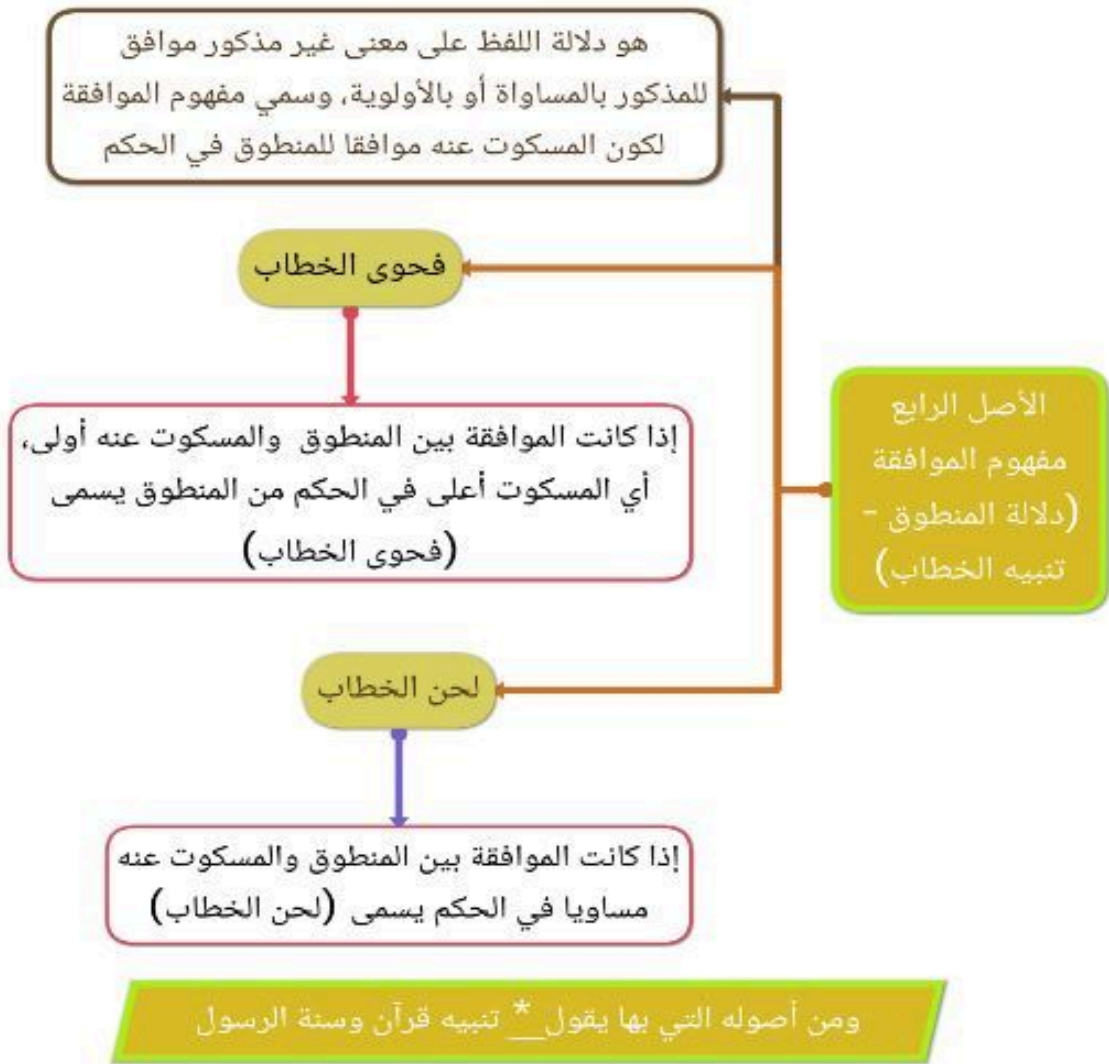 هو دلالة اللفظ على معنى غير مذكور موافق
للمذكور بالمساواة أو بالأولوية، وسمي مفهوم الموافقة
لكون المسكوت عنه موافقا للمنطوق في الحكم
فحوى الخطاب
إذا كانت الموافقة بين المنطوق والمسكوت عنه أولى،
أي المسكوت أعلى في الحكم من المنطوق يسمى
(فحوى الخطاب)
الأصل الرابع
مفهوم الموافقة
(دلالة المنطوق -
تنبيه الخطاب)
لحن الخطاب
إذا كانت الموافقة بين المنطوق والمسكوت عنه
مساويا في الحكم يسمى (لحن الخطاب)
ومن أصوله التي بها يقول__* تنبيه قرآن وسنة الرسول